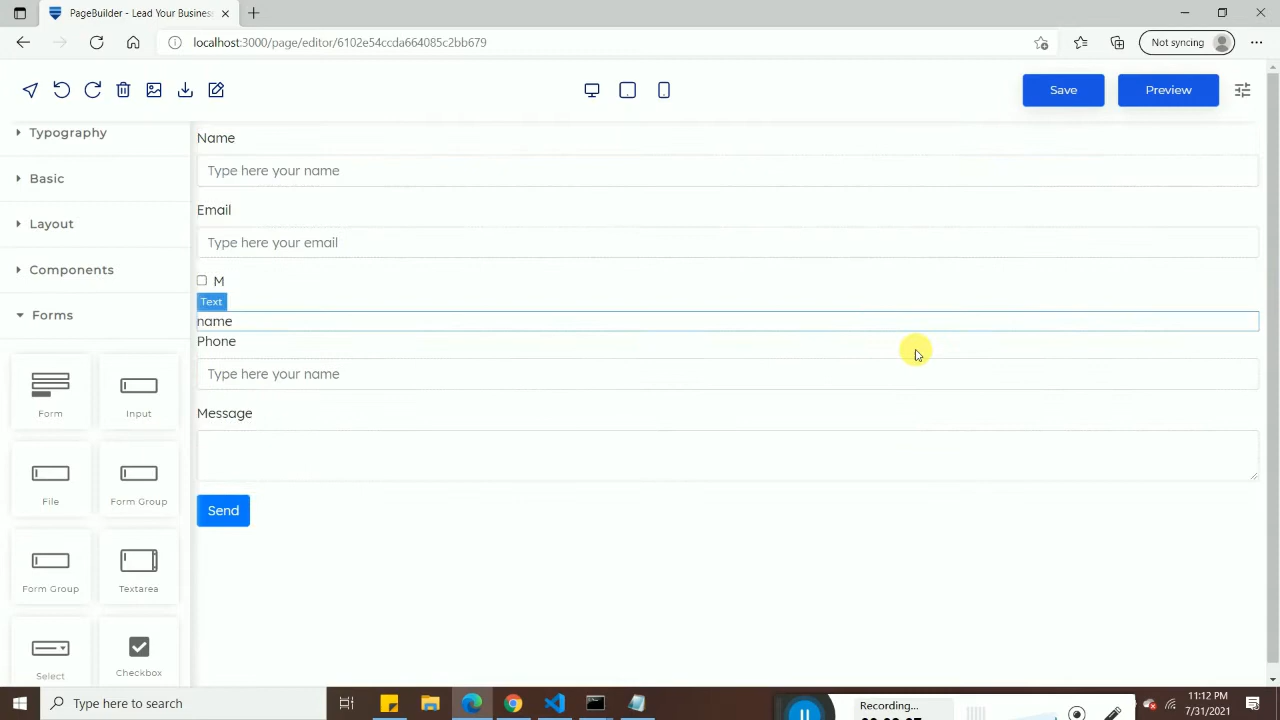 PageBuilder - Lead Your Business
localhost:3000/page/editor/6102e54ccda664085c2bb679
Not syncing
Save
Preview
Typography
Basic
Layout
Components
Forms
Form
Input
File
Form Group
Form Group
Textarea
Select
Checkbox
Name
Type here your name
Email
Type here your email
M
Text
name
Phone
Type here your name
Message
Send
Type here to search
Recording...
11:12 PM
7/31/2021